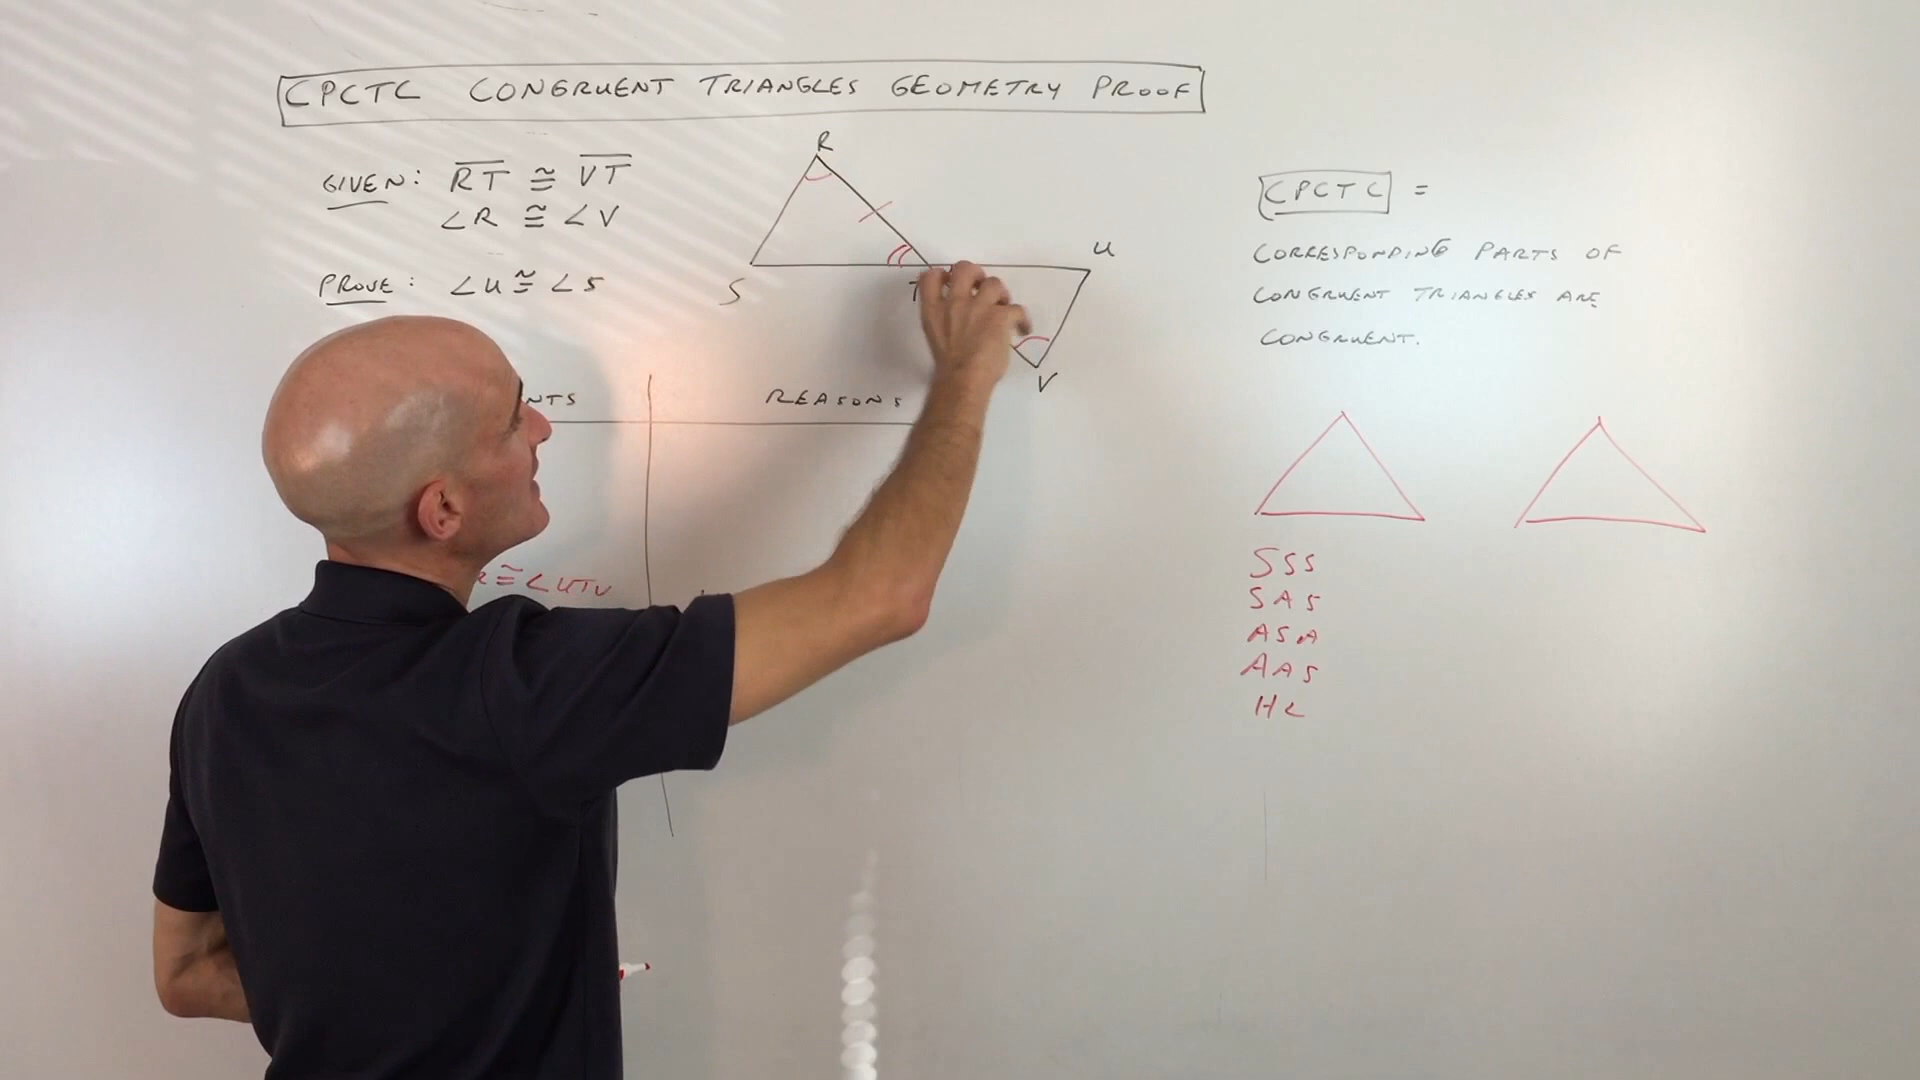 CPCTC CONGRUENT TRIANGLES GEOMETRY PROOF
GIVEN: RT ≅ VT
∠R ≅ ∠V
PROVE: ∠U ≅ ∠S
R
S
T
U
V
REASONS
≅ ∠UTV
CPCTC =
CORRESPONDING PARTS OF
CONGRUENT TRIANGLES ARE
CONGRUENT.
SSS
SAS
ASA
AAS
HL